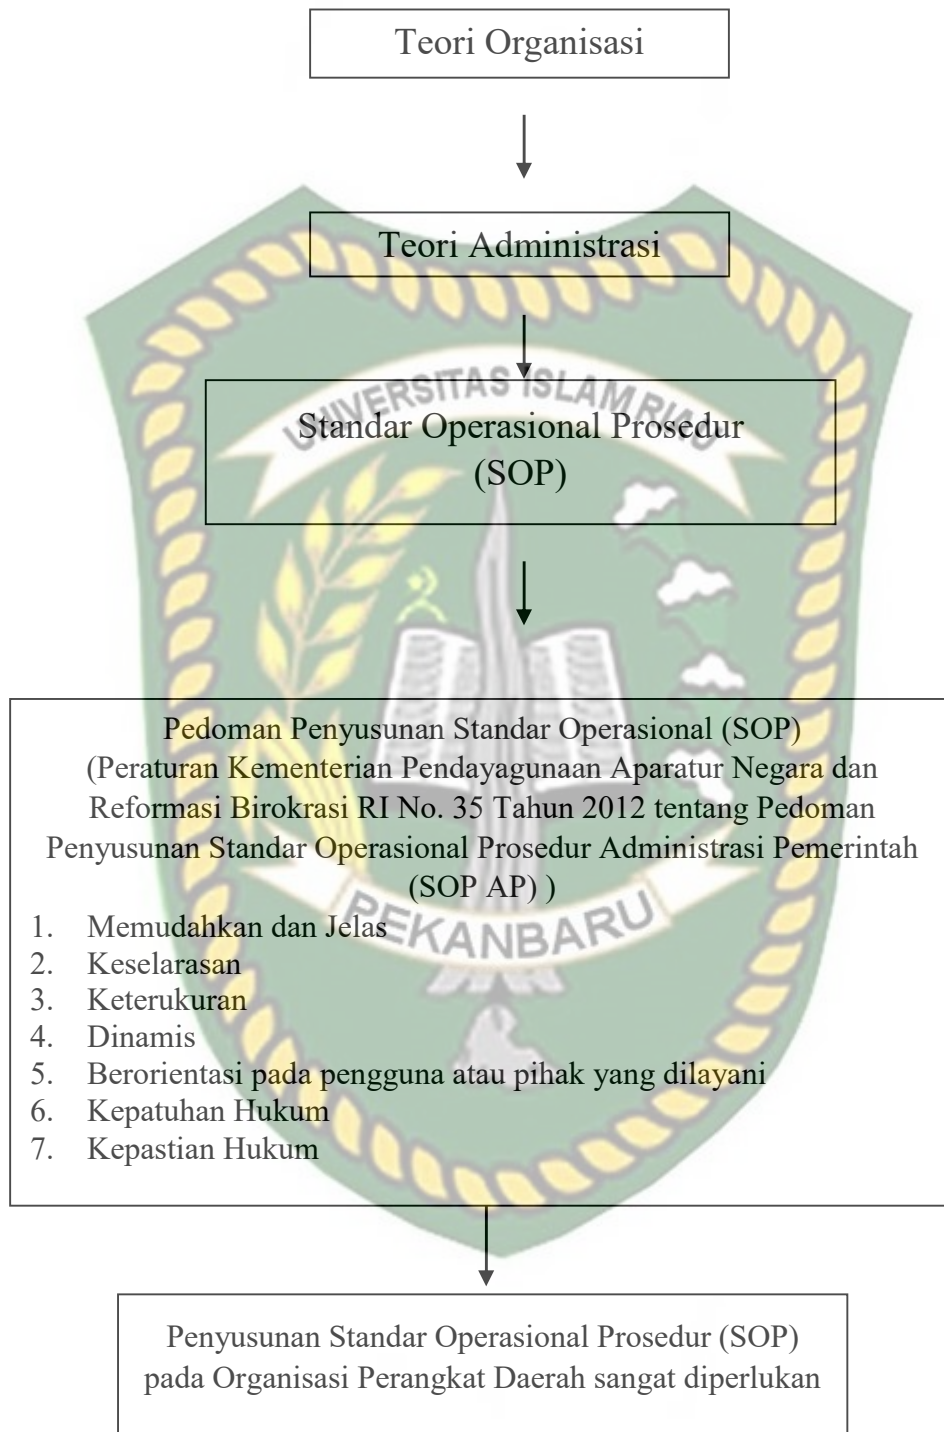 Teori Organisasi
Teori Administrasi
UNIVERSITAS ISLAM RIAU
Standar Operasional Prosedur
(SOP)
Pedoman Penyusunan Standar Operasional (SOP)
(Peraturan Kementerian Pendayagunaan Aparatur Negara dan
Reformasi Birokrasi RI No. 35 Tahun 2012 tentang Pedoman
Penyusunan Standar Operasional Prosedur Administrasi Pemerintah
(SOP AP) )
PEKANBARU
1. Memudahkan dan Jelas
2. Keselarasan
3. Keterukuran
4. Dinamis
5. Berorientasi pada pengguna atau pihak yang dilayani
6. Kepatuhan Hukum
7. Kepastian Hukum
Penyusunan Standar Operasional Prosedur (SOP)
pada Organisasi Perangkat Daerah sangat diperlukan